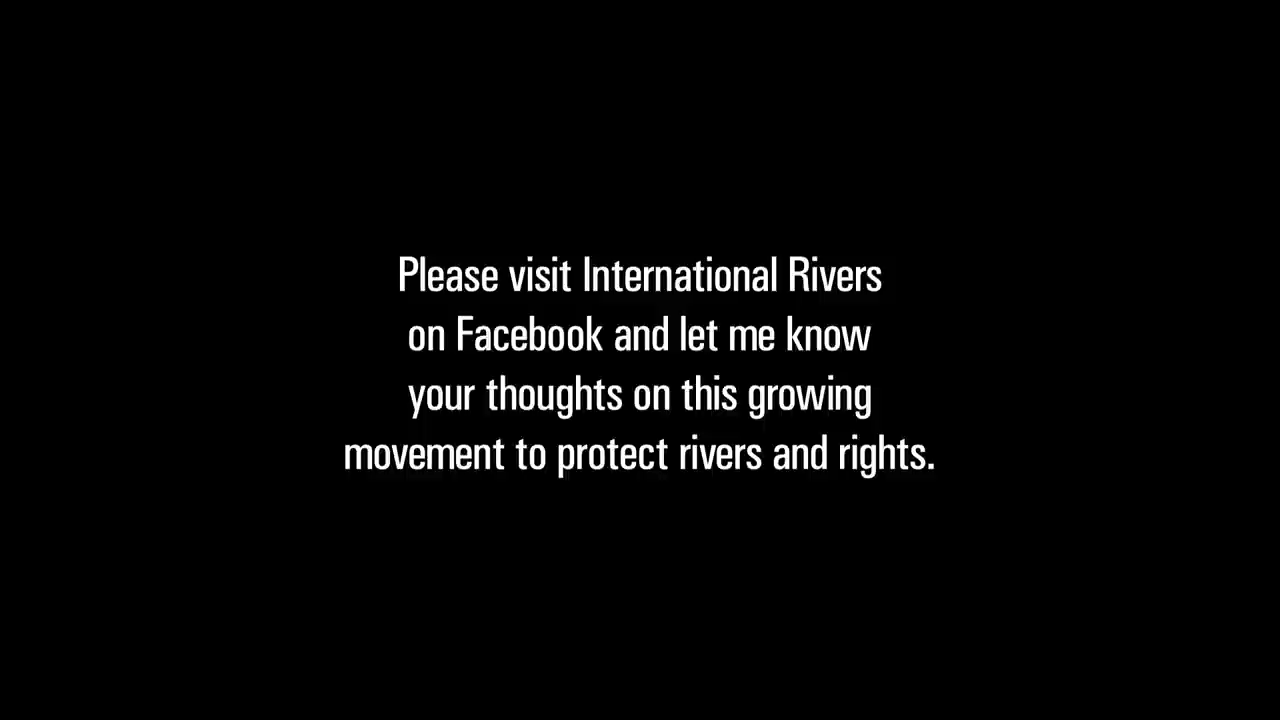 Please visit International Rivers
on Facebook and let me know
your thoughts on this growing
movement to protect rivers and rights.